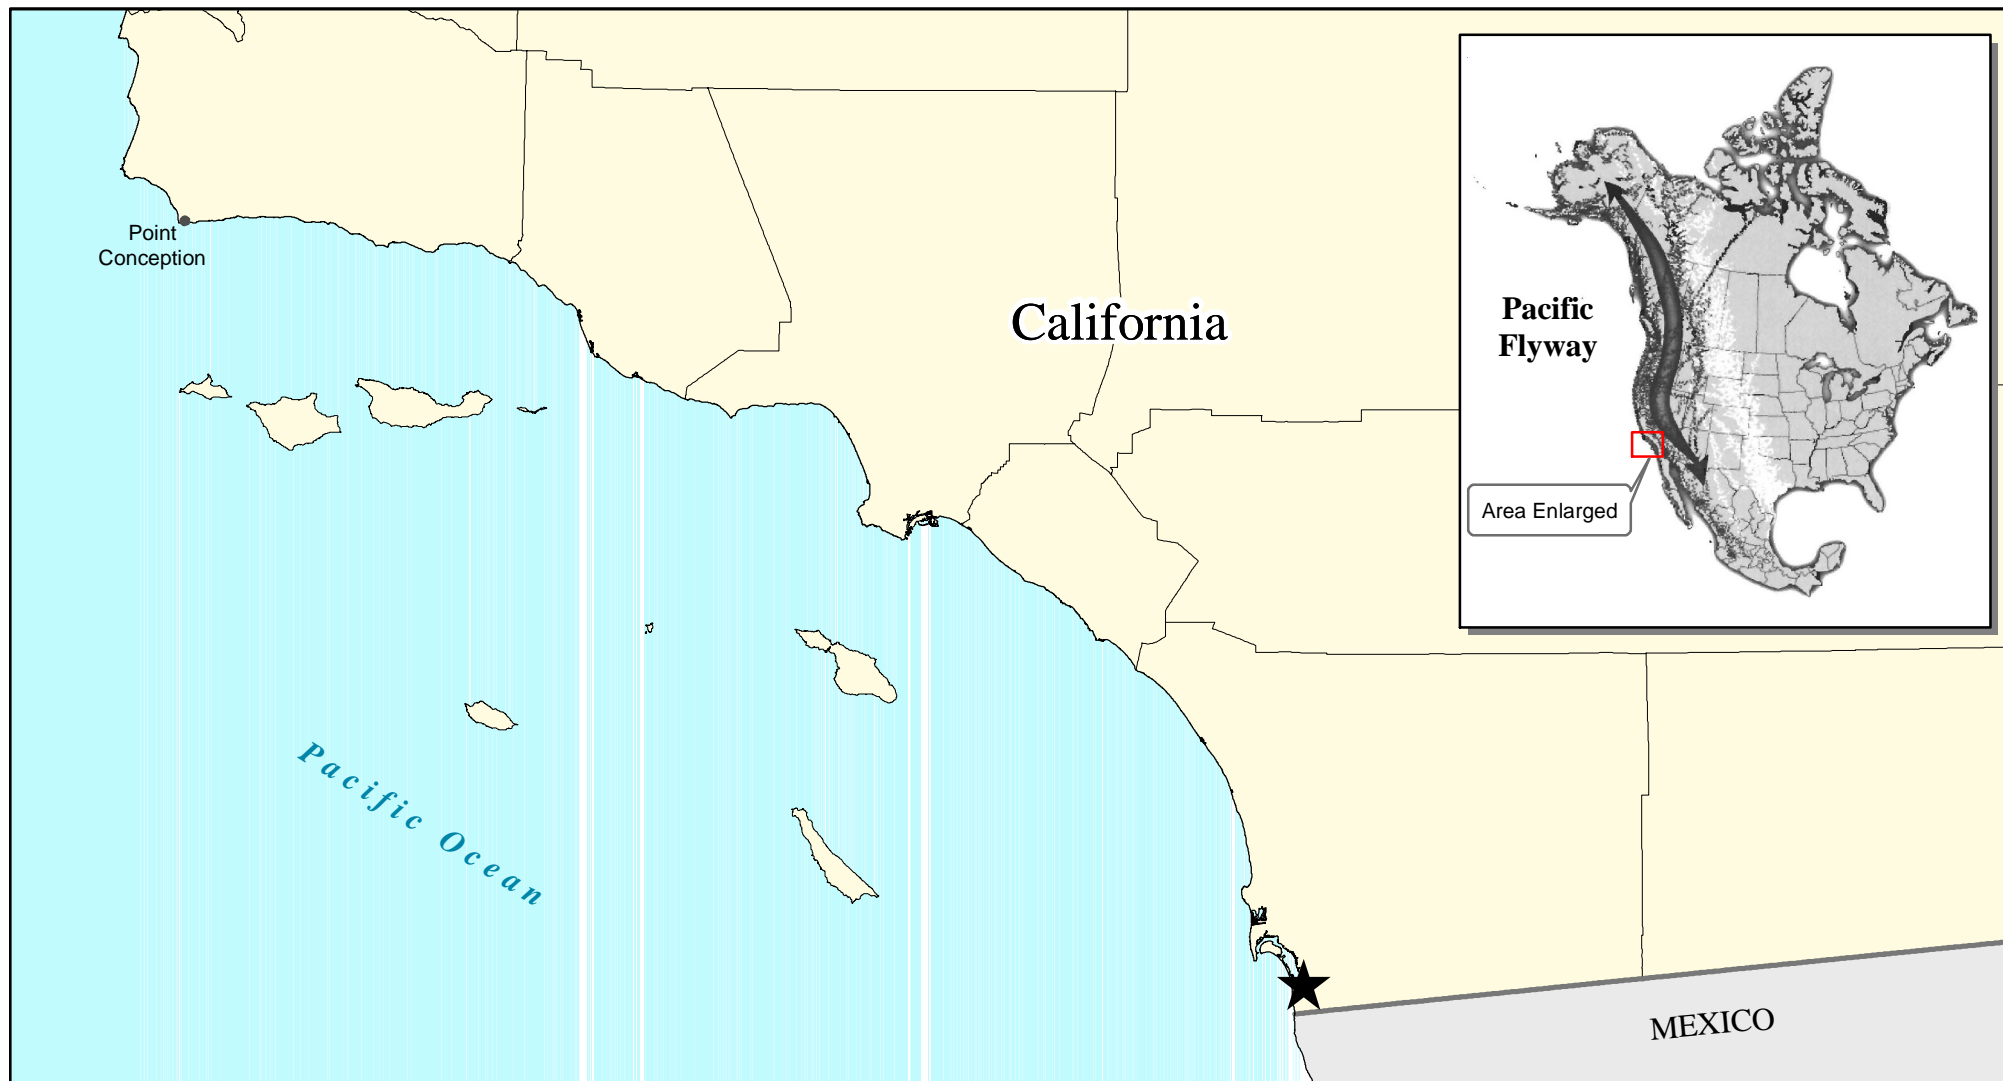 Point
Conception
California
Pacific
Flyway
Area Enlarged
Pacific Ocean
MEXICO